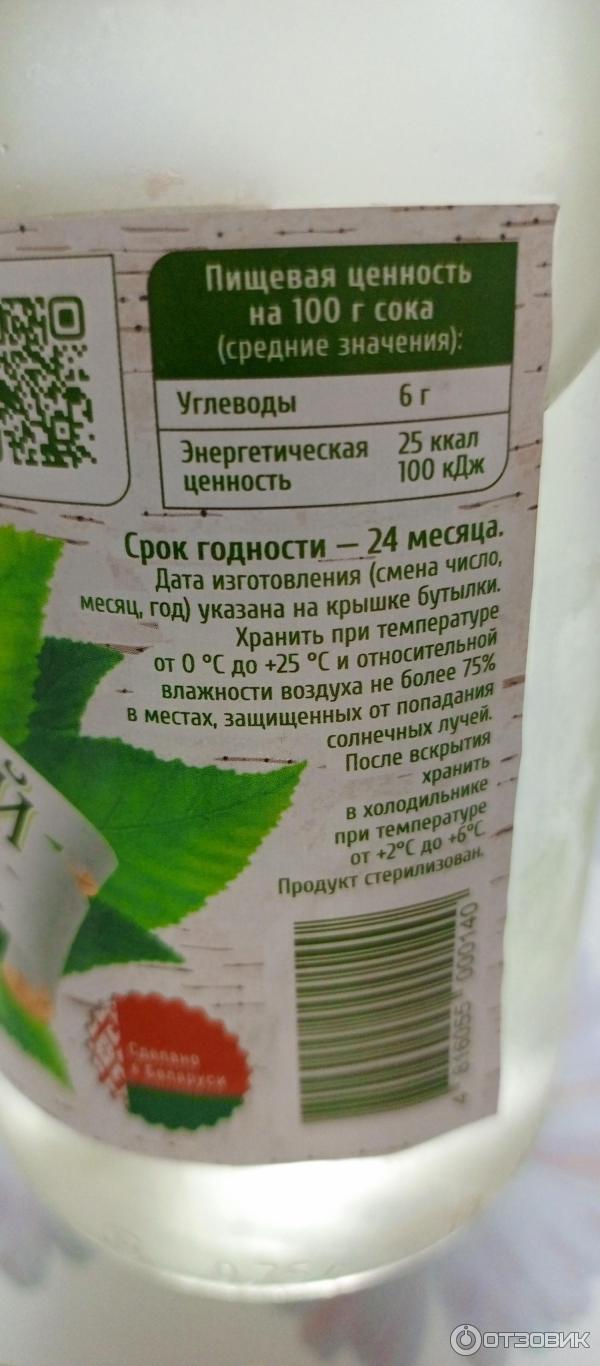 Пищевая ценность
на 100 г сока
(средние значения):
Углеводы 6 г
Энергетическая ценность 25 ккал 100 кДж
Срок годности — 24 месяца.
Дата изготовления (смена число,
месяц, год) указана на крышке бутылки.
Хранить при температуре
от 0 °С до +25 °С и относительной
влажности воздуха не более 75%
в местах, защищенных от попадания
солнечных лучей.
После вскрытия
хранить
в холодильнике
при температуре
от +2°С до +6°С
Продукт стерилизован.
Й
Сделано
в Беларуси
4 816055 000140
ОТЗОВИК